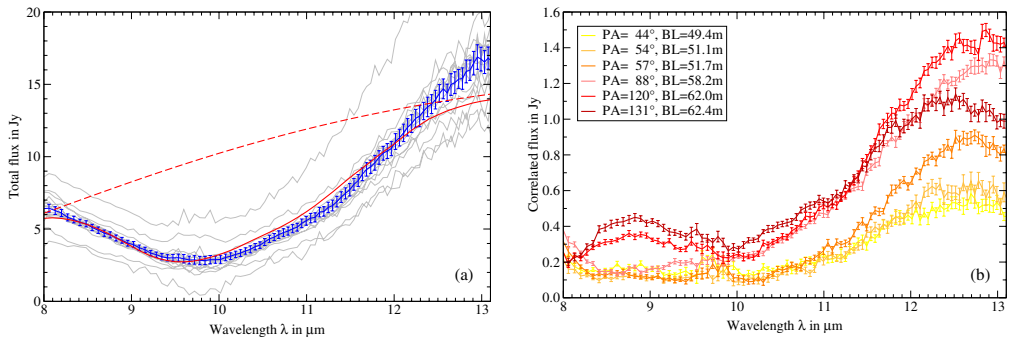 20
15
10
5
0
Total flux in Jy
8 9 10 11 12 13
Wavelength λ in μm
(a)
1.6
1.4
1.2
1.0
0.8
0.6
0.4
0.2
0.0
Correlated flux in Jy
PA= 44°, BL=49.4m
PA= 54°, BL=51.1m
PA= 57°, BL=51.7m
PA= 88°, BL=58.2m
PA=120°, BL=62.0m
PA=131°, BL=62.4m
8 9 10 11 12 13
Wavelength λ in μm
(b)